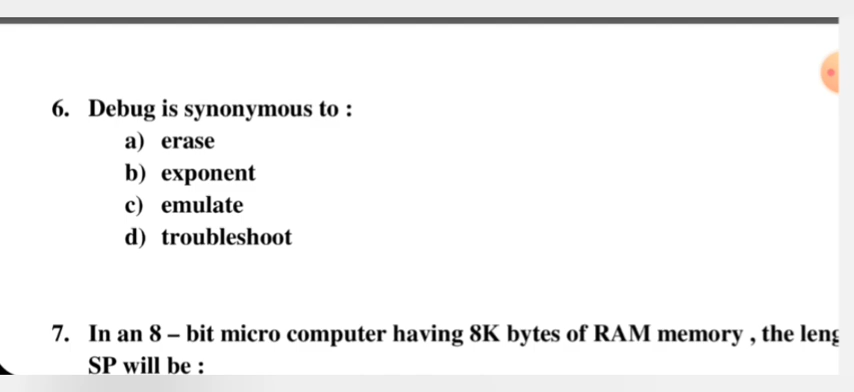 6. Debug is synonymous to :
a) erase
b) exponent
c) emulate
d) troubleshoot
7. In an 8 – bit micro computer having 8K bytes of RAM memory , the
SP will be :